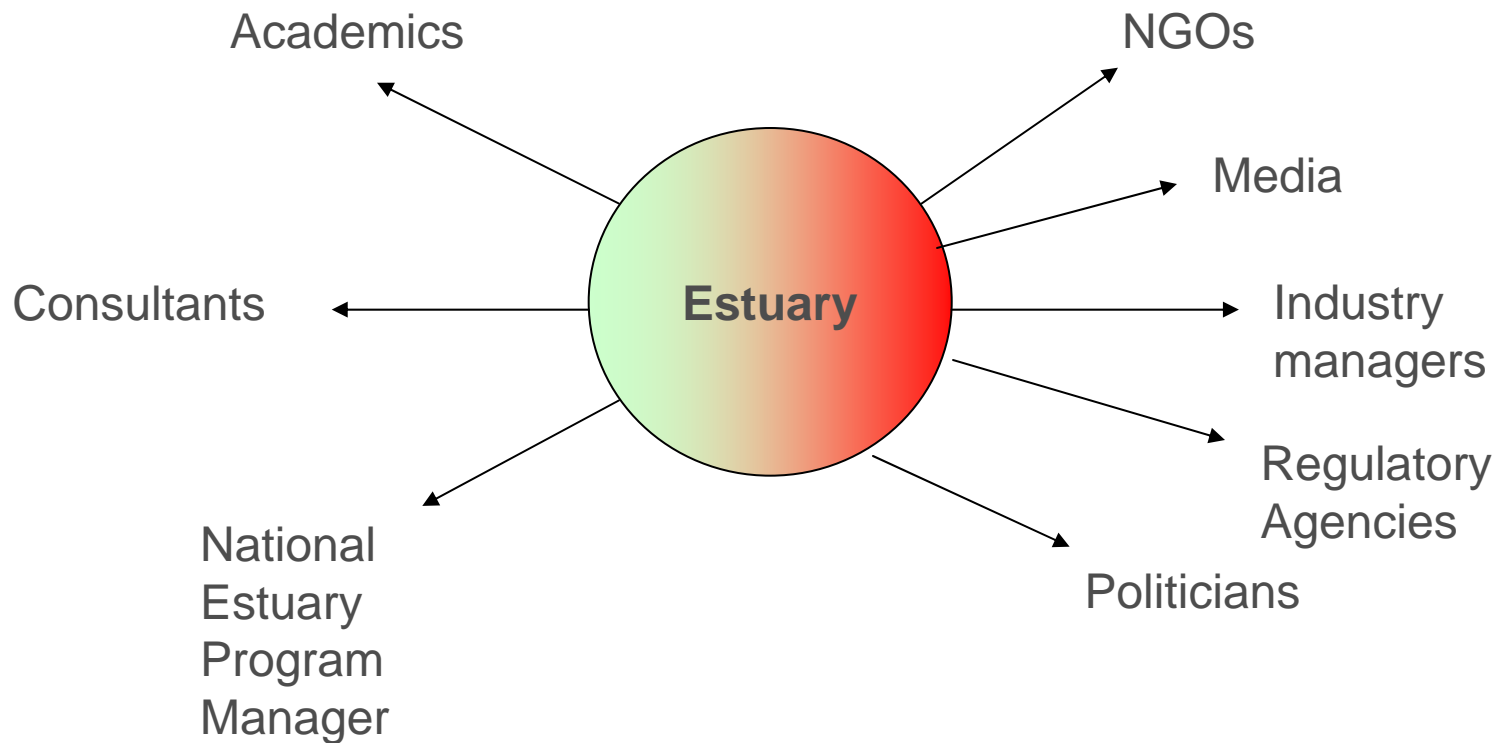 Academics
NGOs
Media
Consultants
Estuary
Industry
managers
Regulatory
Agencies
National
Estuary
Program
Manager
Politicians